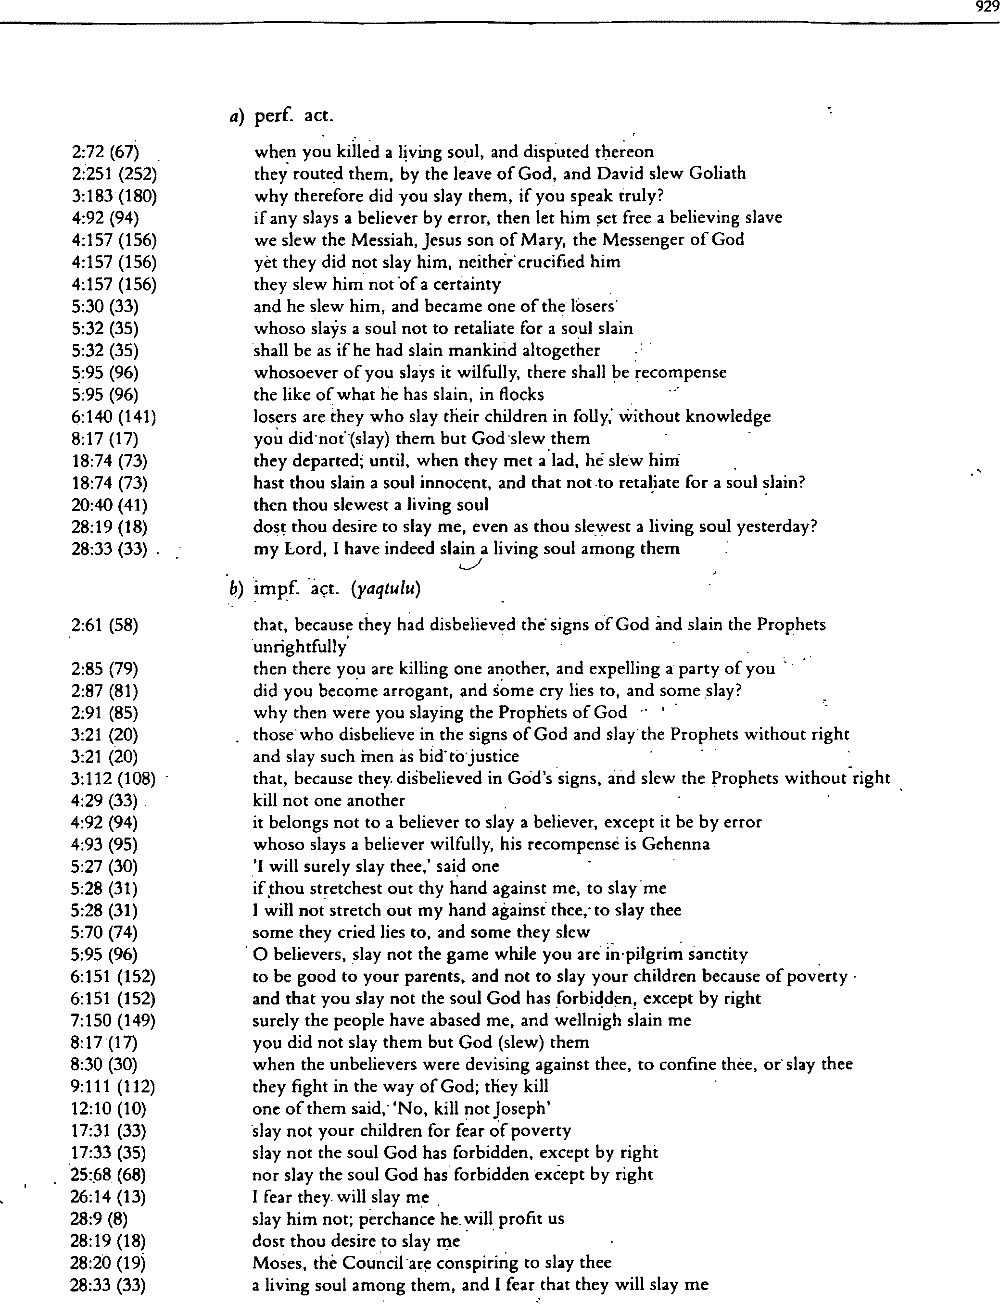 929
a) perf. act.
2:72 (67) when you killed a living soul, and disputed thereon
2:251 (252) they routed them, by the leave of God, and David slew Goliath
3:183 (180) why therefore did you slay them, if you speak truly?
4:92 (94) if any slays a believer by error, then let him set free a believing slave
4:157 (156) we slew the Messiah, Jesus son of Mary, the Messenger of God
4:157 (156) yet they did not slay him, neither crucified him
4:157 (156) they slew him not of a certainty
5:30 (33) and he slew him, and became one of the losers
5:32 (35) whoso slays a soul not to retaliate for a soul slain
5:32 (35) shall be as if he had slain mankind altogether
5:95 (96) whosoever of you slays it wilfully, there shall be recompense
5:95 (96) the like of what he has slain, in flocks
6:140 (141) losers are they who slay their children in folly, without knowledge
8:17 (17) you did not (slay) them but God slew them
18:74 (73) they departed; until, when they met a lad, he slew him
18:74 (73) hast thou slain a soul innocent, and that not to retaliate for a soul slain?
20:40 (41) then thou slewest a living soul
28:19 (18) dost thou desire to slay me, even as thou slewest a living soul yesterday?
28:33 (33) my Lord, I have indeed slain a living soul among them
b) impf. act. (yaqtulu)
2:61 (58) that, because they had disbelieved the signs of God and slain the Prophets
unrightfully
2:85 (79) then there you are killing one another, and expelling a party of you
2:87 (81) did you become arrogant, and some cry lies to, and some slay?
2:91 (85) why then were you slaying the Prophets of God
3:21 (20) those who disbelieve in the signs of God and slay the Prophets without right
3:21 (20) and slay such men as bid to justice
3:112 (108) that, because they disbelieved in God's signs, and slew the Prophets without right
4:29 (33) kill not one another
4:92 (94) it belongs not to a believer to slay a believer, except it be by error
4:93 (95) whoso slays a believer wilfully, his recompense is Gehenna
5:27 (30) 'I will surely slay thee,' said one
5:28 (31) if thou stretchest out thy hand against me, to slay me
5:28 (31) I will not stretch out my hand against thee, to slay thee
5:70 (74) some they cried lies to, and some they slew
5:95 (96) O believers, slay not the game while you are in pilgrim sanctity
6:151 (152) to be good to your parents, and not to slay your children because of poverty
6:151 (152) and that you slay not the soul God has forbidden, except by right
7:150 (149) surely the people have abased me, and wellnigh slain me
8:17 (17) you did not slay them but God (slew) them
8:30 (30) when the unbelievers were devising against thee, to confine thee, or slay thee
9:111 (112) they fight in the way of God; they kill
12:10 (10) one of them said, 'No, kill not Joseph'
17:31 (33) slay not your children for fear of poverty
17:33 (35) slay not the soul God has forbidden, except by right
25:68 (68) nor slay the soul God has forbidden except by right
26:14 (13) I fear they will slay me
28:9 (8) slay him not; perchance he will profit us
28:19 (18) dost thou desire to slay me
28:20 (19) Moses, the Council are conspiring to slay thee
28:33 (33) a living soul among them, and I fear that they will slay me